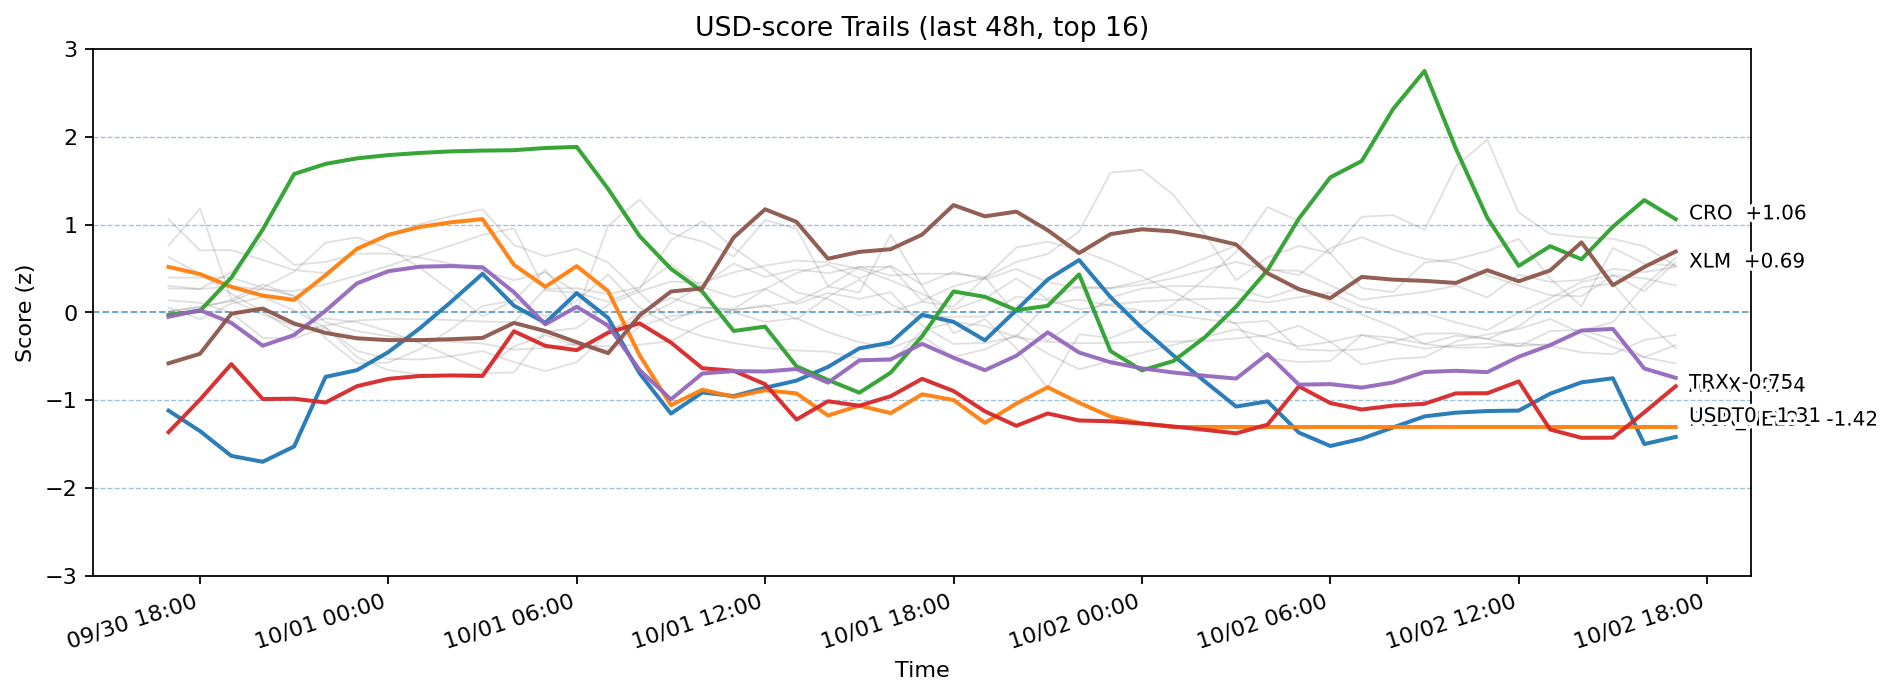 USD-score Trails (last 48h, top 16)
Score (z)
3
2
1
0
−1
−2
−3
CRO +1.06
XLM +0.69
TRX
USDT0 -1.31
-1.42
09/30 18:00
10/01 00:00
10/01 06:00
10/01 12:00
10/01 18:00
10/02 00:00
10/02 06:00
10/02 12:00
10/02 18:00
Time